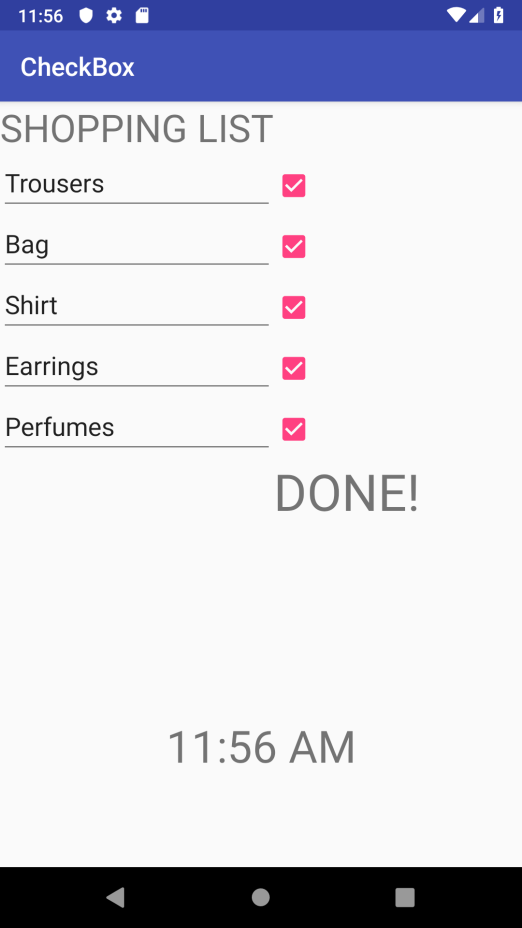 11:56
CheckBox
SHOPPING LIST
Trousers
Bag
Shirt
Earrings
Perfumes
DONE!
11:56 AM